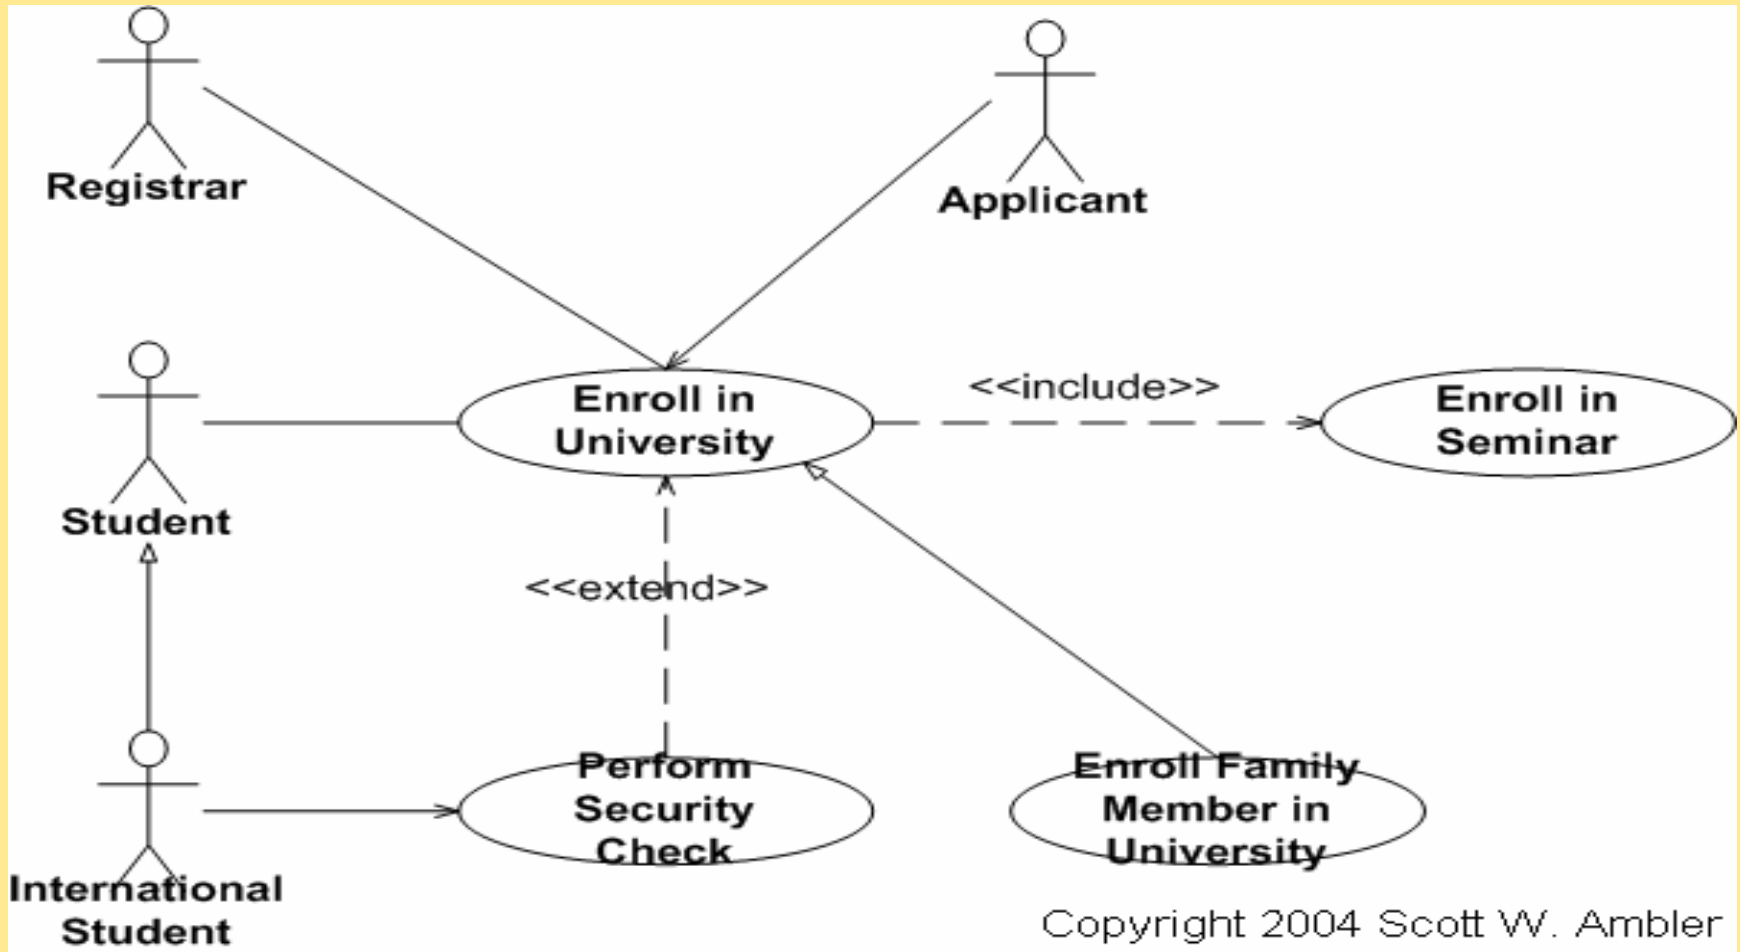 Registrar
Applicant
Enroll in
University
<<include>>
Enroll in
Seminar
Student
<<extend>>
Perform
Security
Check
Enroll Family
Member in
University
International
Student
Copyright 2004 Scott W. Ambler